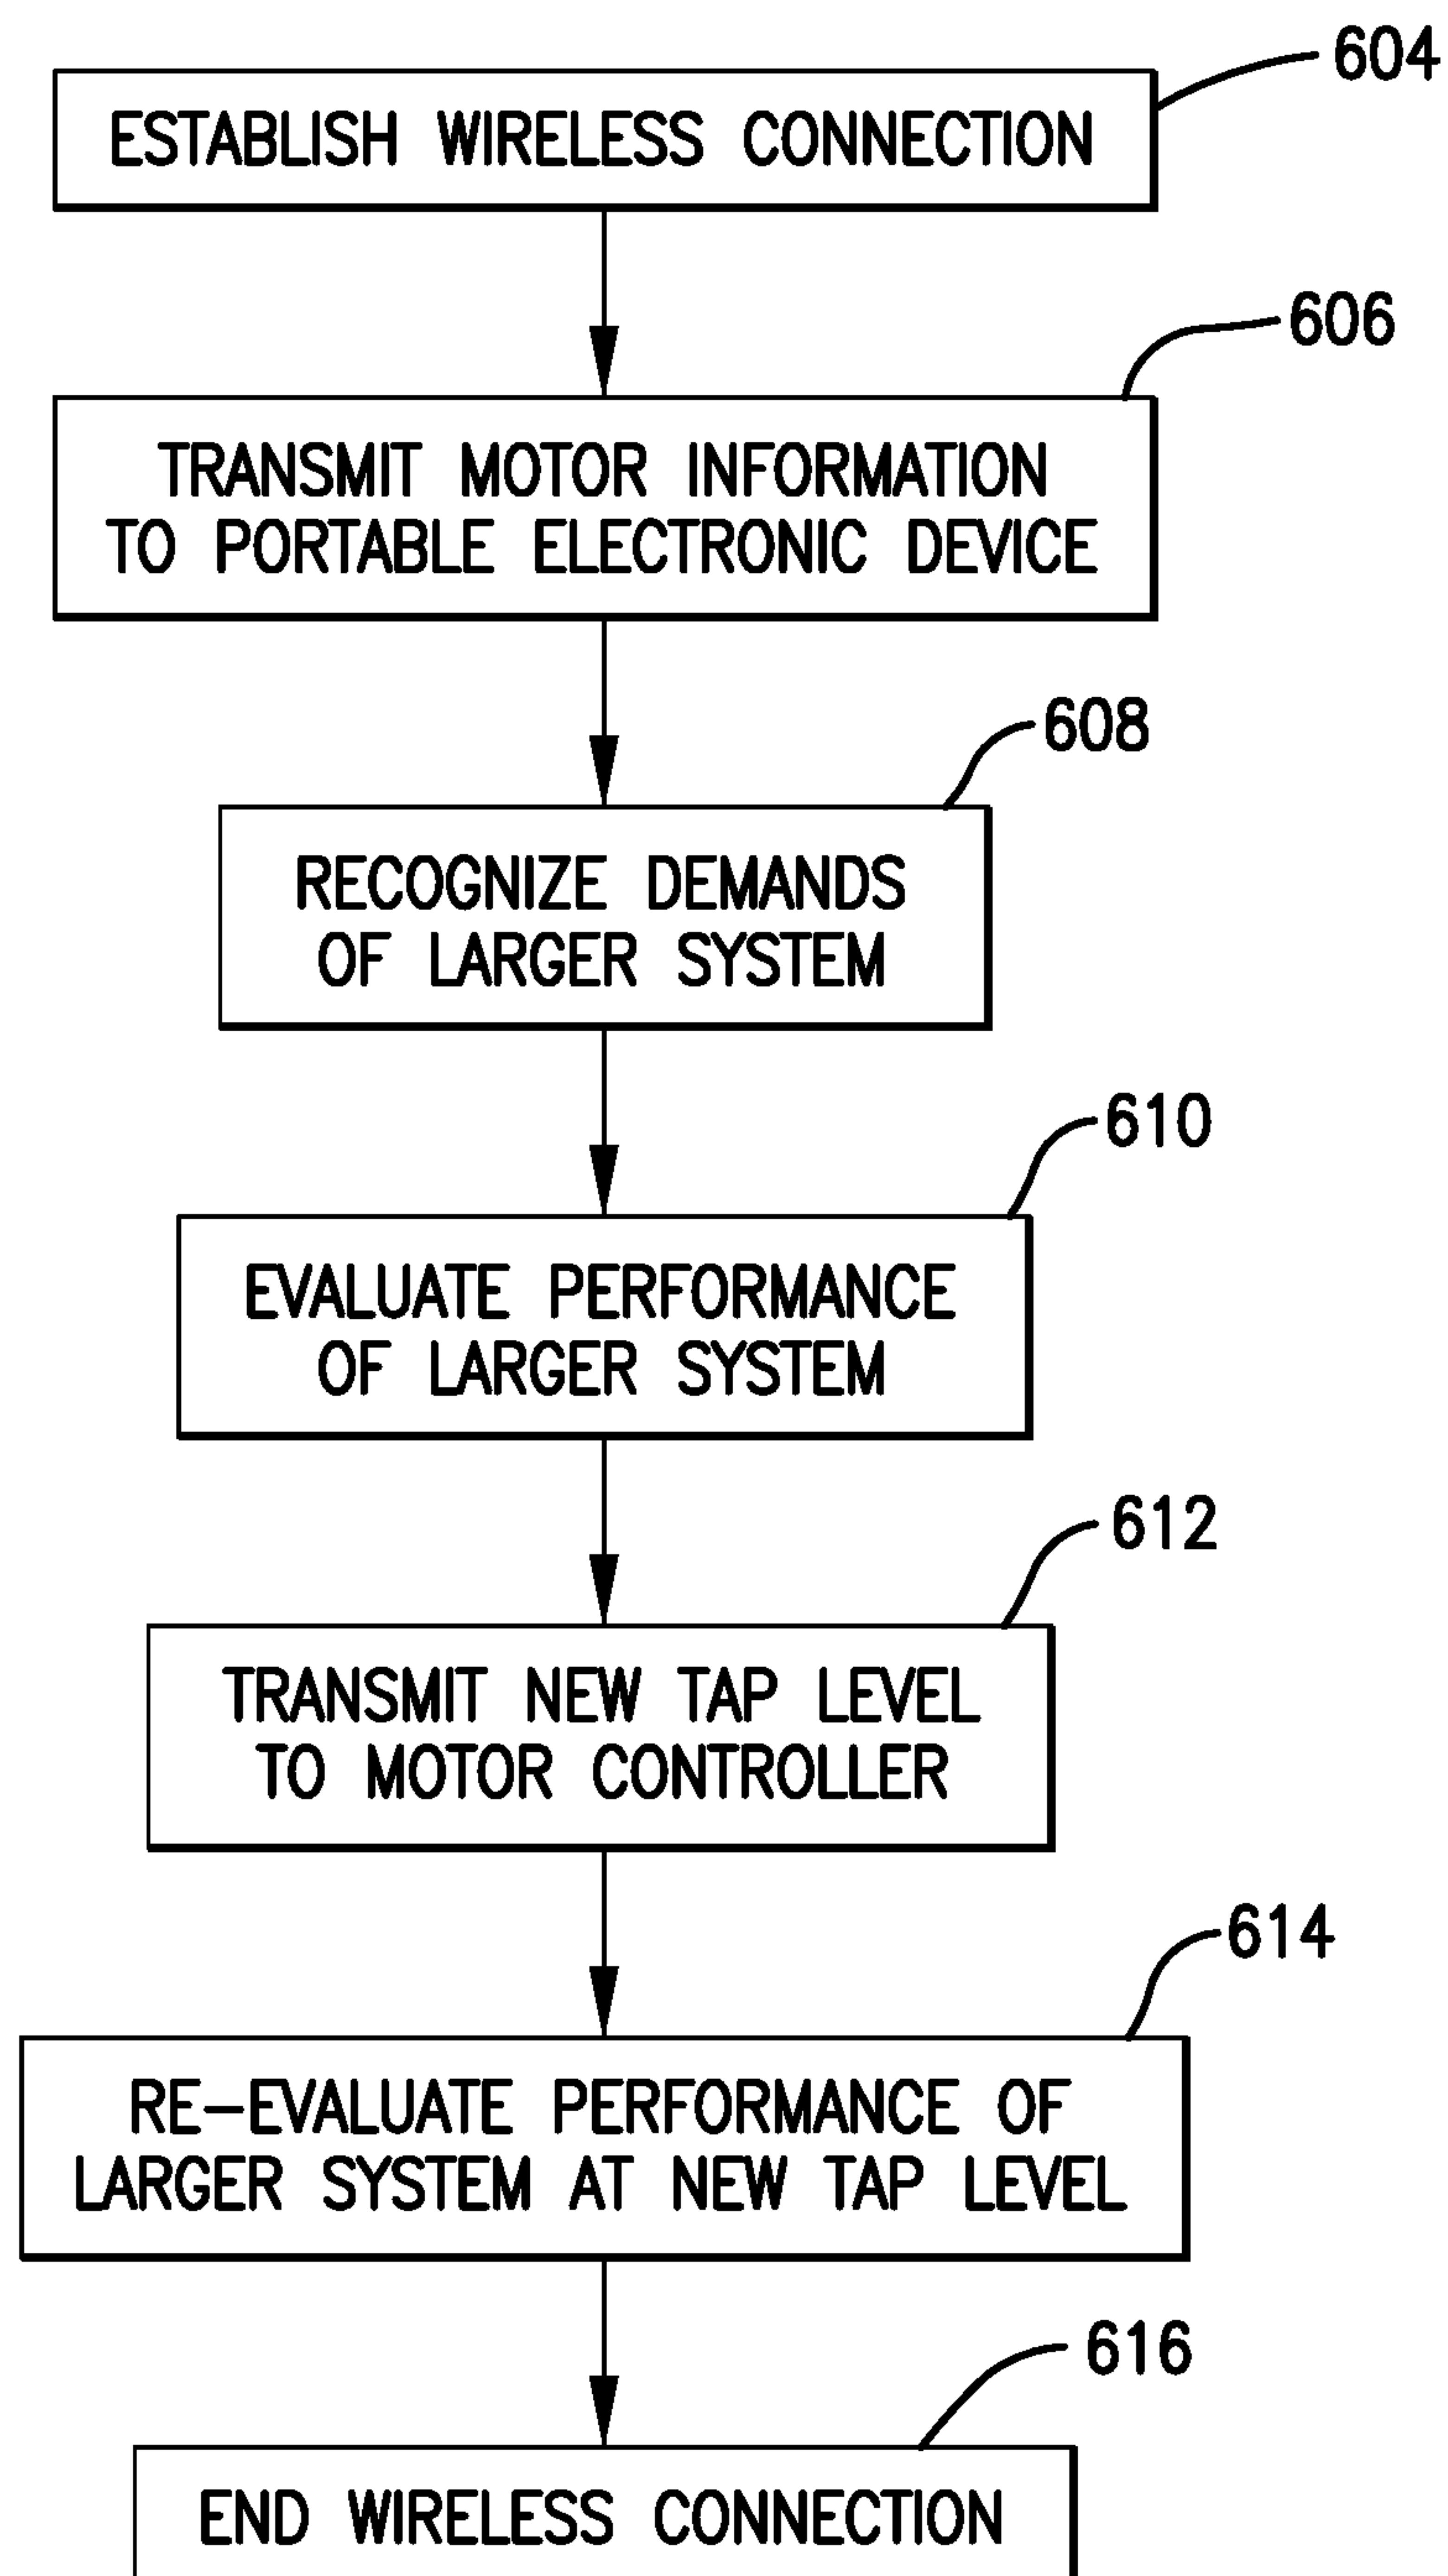 604
ESTABLISH WIRELESS CONNECTION
606
TRANSMIT MOTOR INFORMATION
TO PORTABLE ELECTRONIC DEVICE
608
RECOGNIZE DEMANDS
OF LARGER SYSTEM
610
EVALUATE PERFORMANCE
OF LARGER SYSTEM
612
TRANSMIT NEW TAP LEVEL
TO MOTOR CONTROLLER
614
RE-EVALUATE PERFORMANCE OF
LARGER SYSTEM AT NEW TAP LEVEL
616
END WIRELESS CONNECTION